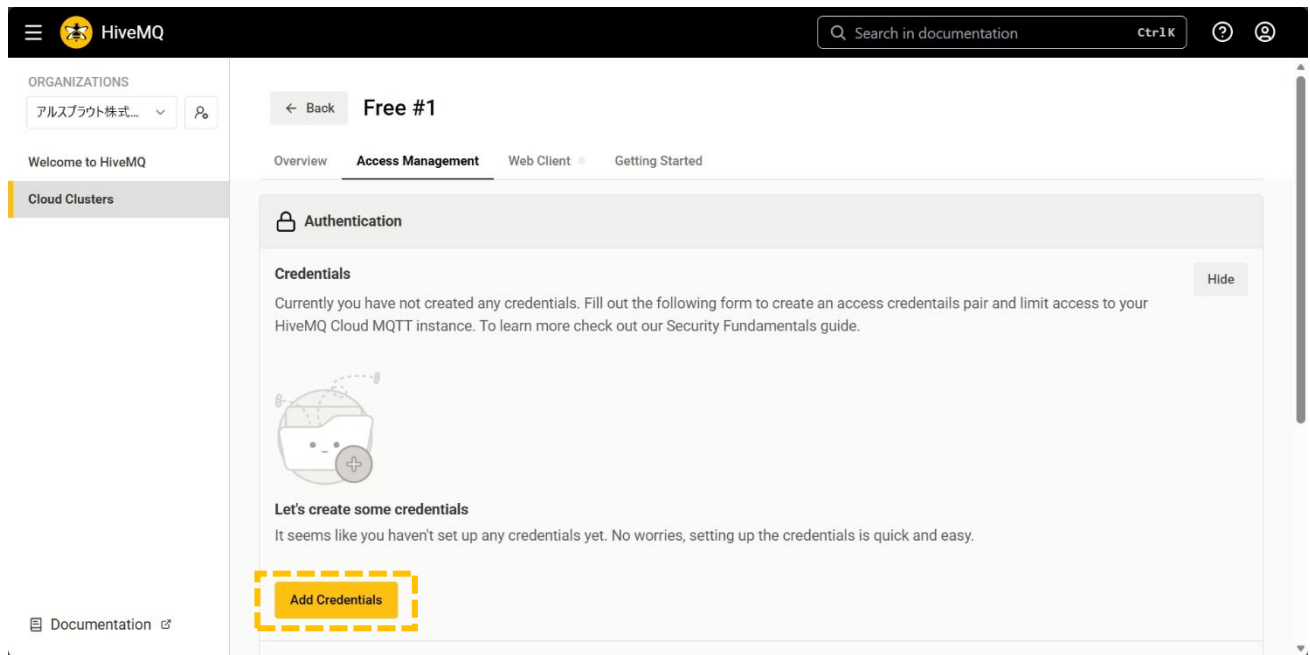 HiveMQ
Search in documentation
Ctrl K
ORGANIZATIONS
アルスプラウト株式...
Welcome to HiveMQ
Cloud Clusters
Documentation
← Back
Free #1
Overview
Access Management
Web Client
Getting Started
Authentication
Credentials
Hide
Currently you have not created any credentials. Fill out the following form to create an access credentails pair and limit access to your
HiveMQ Cloud MQTT instance. To learn more check out our Security Fundamentals guide.
Let's create some credentials
It seems like you haven't set up any credentials yet. No worries, setting up the credentials is quick and easy.
Add Credentials